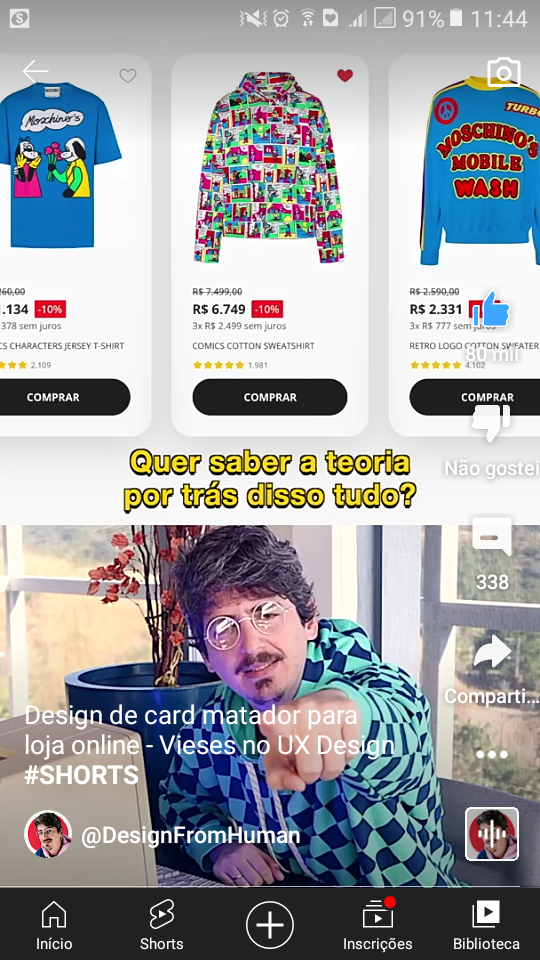 S
91% 11:44
Moschino's
TURBO
MOSCHINO'S
MOBILE
WASH
260,00
1.134 -10%
378 sem juros
CS CHARACTERS JERSEY T-SHIRT
2.109
COMPRAR
R$ 7.499,00
R$ 6.749 -10%
3x R$ 2.499 sem juros
COMICS COTTON SWEATSHIRT
1.981
COMPRAR
R$ 2.590,00
R$ 2.331
3x R$ 777 sem juros
RETRO LOGO COTTON SWEATER
4.102
COMPRAR
80 mil
Não gostei
338
Comparti...
Quer saber a teoria
por trás disso tudo?
Design de card matador para
loja online - Vieses no UX Design
#SHORTS
@DesignFromHuman
Início
Shorts
Inscrições
Biblioteca